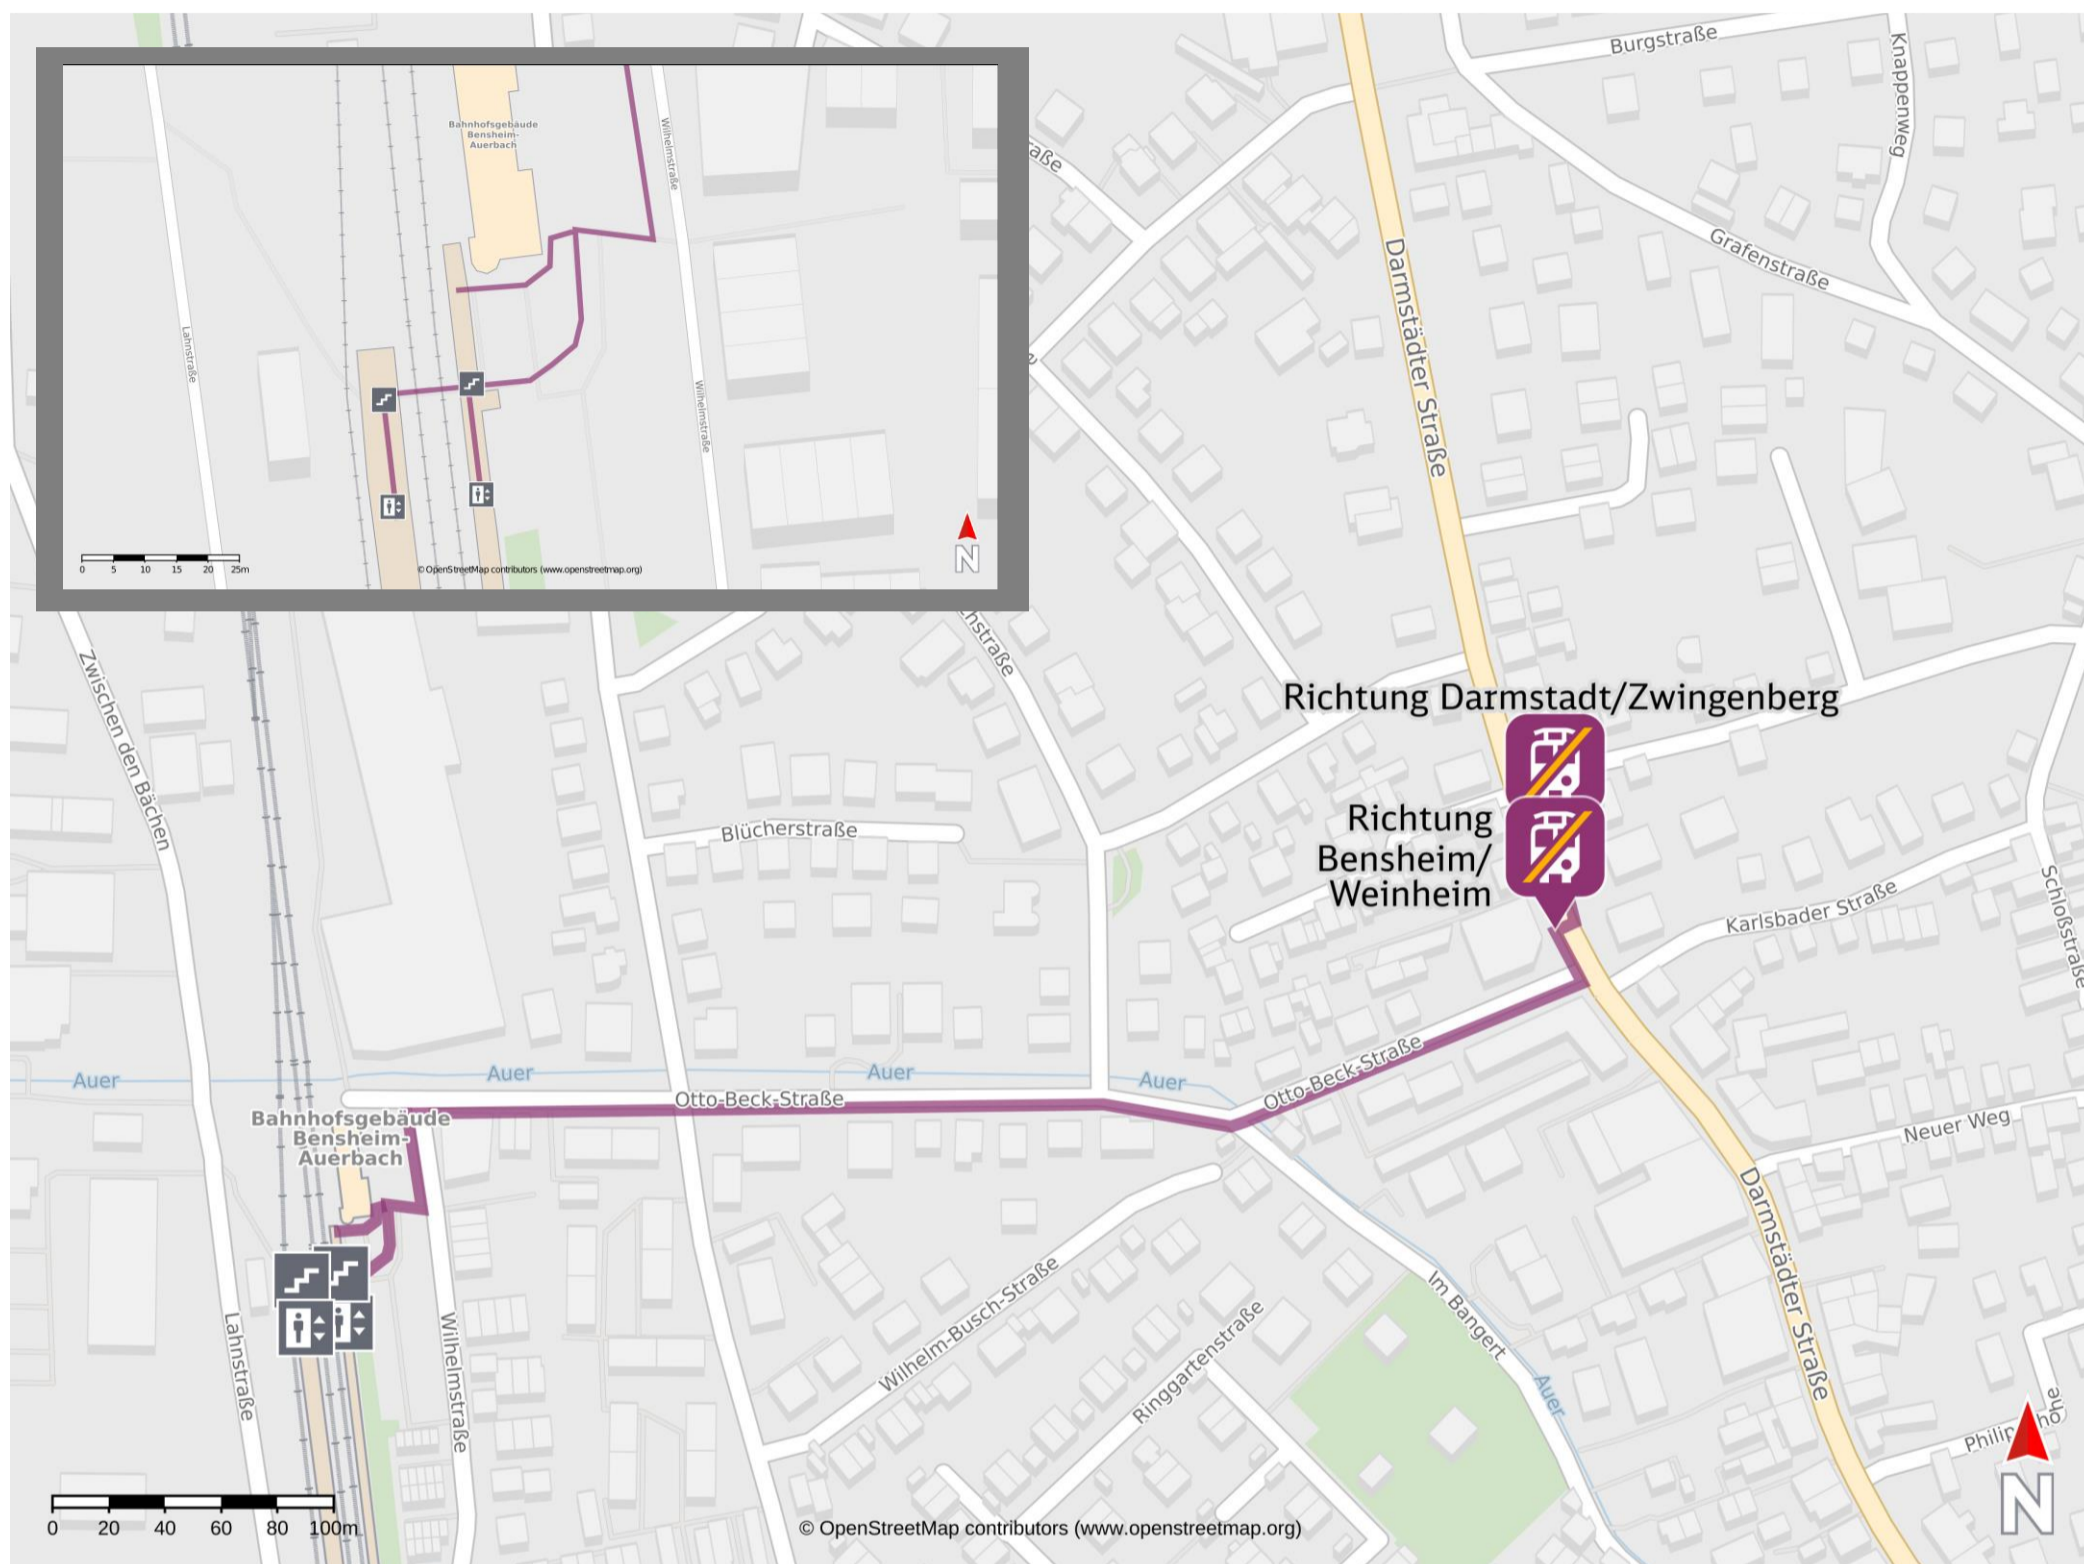 Burgstraße
Knappenweg
Grafenstraße
Darmstädter Straße
Bahnhofsgebäude
Bensheim-
Auerbach
Wilhelmstraße
Lahnstraße
Wilhelmstraße
0 5 10 15 20 25m
© OpenStreetMap contributors (www.openstreetmap.org)
N
Zwischen den Bächen
Richtung Darmstadt/Zwingenberg
Richtung
Bensheim/
Weinheim
Blücherstraße
Karlsbader Straße
Schloßstraße
Auer
Auer
Auer
Auer
Otto-Beck-Straße
Otto-Beck-Straße
Bahnhofsgebäude
Bensheim-
Auerbach
Neuer Weg
Darmstädter Straße
Lahnstraße
Wilhelmstraße
Wilhelm-Busch-Straße
Ringgartenstraße
Im Bangert
Auer
0 20 40 60 80 100m
© OpenStreetMap contributors (www.openstreetmap.org)
N